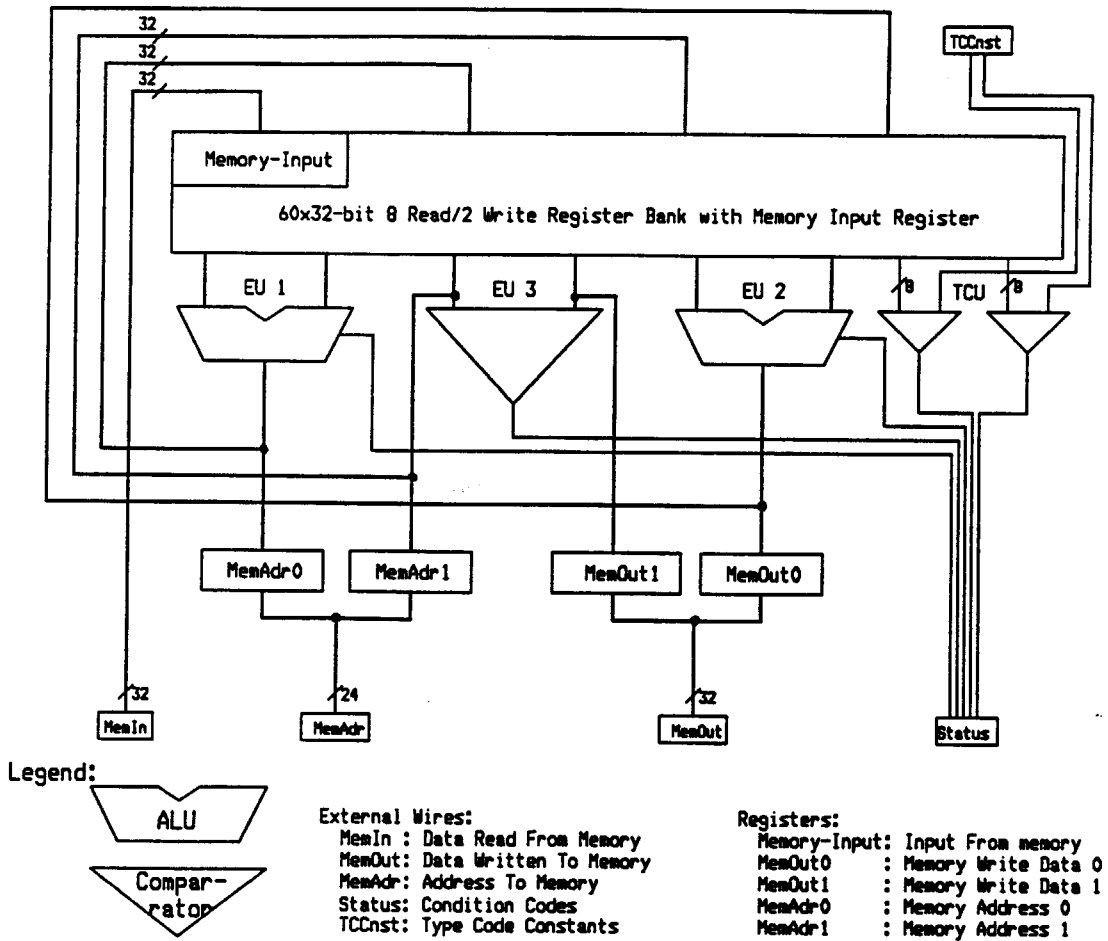 32
32
32
32
TCCnst
Memory-Input
60x32-bit 8 Read/2 Write Register Bank with Memory Input Register
EU 1
EU 3
EU 2
8
TCU
8
MemAdr0
MemAdr1
MemOut1
MemOut0
32
24
32
MemIn
MemAdr
MemOut
Status
Legend:
ALU
Compar-
rator
External Wires:
MemIn : Data Read From Memory
MemOut: Data Written To Memory
MemAdr: Address To Memory
Status: Condition Codes
TCCnst: Type Code Constants
Registers:
Memory-Input: Input From memory
MemOut0 : Memory Write Data 0
MemOut1 : Memory Write Data 1
MemAdr0 : Memory Address 0
MemAdr1 : Memory Address 1